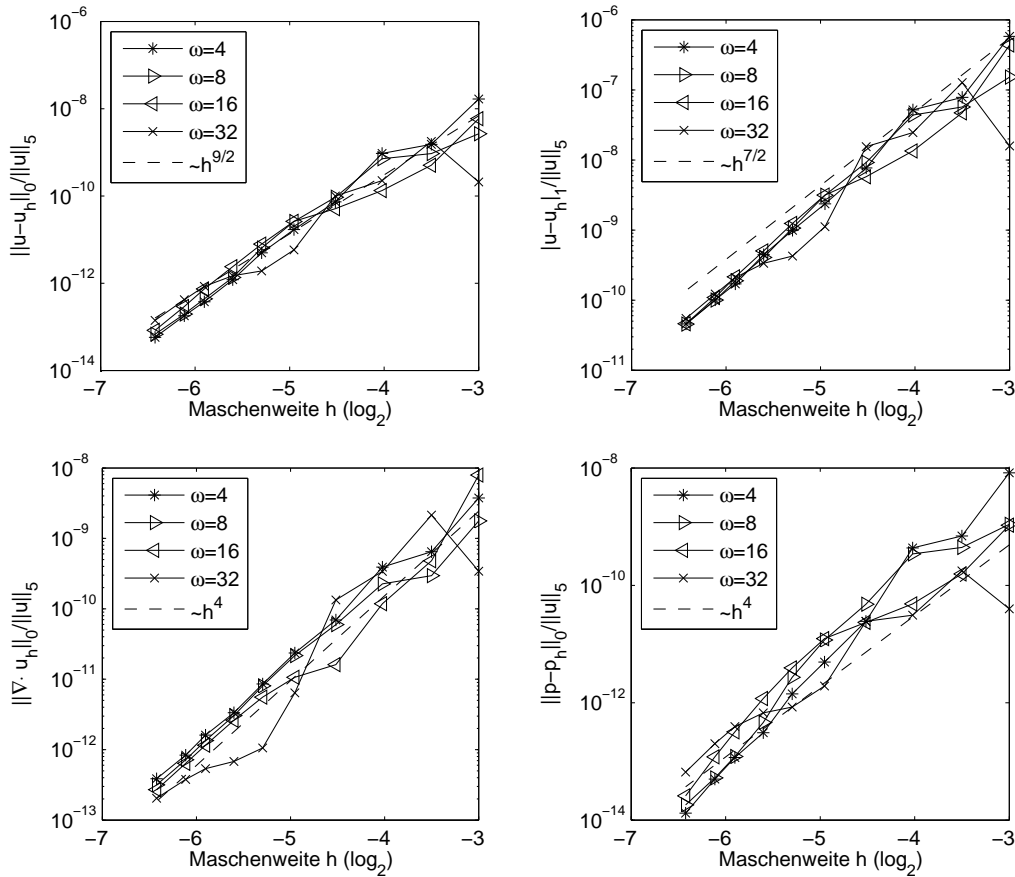 10^−6
10^−8
10^−10
10^−12
10^−14
||u−u_h||_0/||u||_5
ω=4
ω=8
ω=16
ω=32
~h^9/2
−7 −6 −5 −4 −3
Maschenweite h (log_2)
10^−6
10^−7
10^−8
10^−9
10^−10
10^−11
|u−u_h|_1/||u||_5
ω=4
ω=8
ω=16
ω=32
~h^7/2
−7 −6 −5 −4 −3
Maschenweite h (log_2)
10^−8
10^−9
10^−10
10^−11
10^−12
10^−13
||∇· u_h||_0/||u||_5
ω=4
ω=8
ω=16
ω=32
~h^4
−7 −6 −5 −4 −3
Maschenweite h (log_2)
10^−8
10^−10
10^−12
10^−14
||p−p_h||_0/||u||_5
ω=4
ω=8
ω=16
ω=32
~h^4
−7 −6 −5 −4 −3
Maschenweite h (log_2)